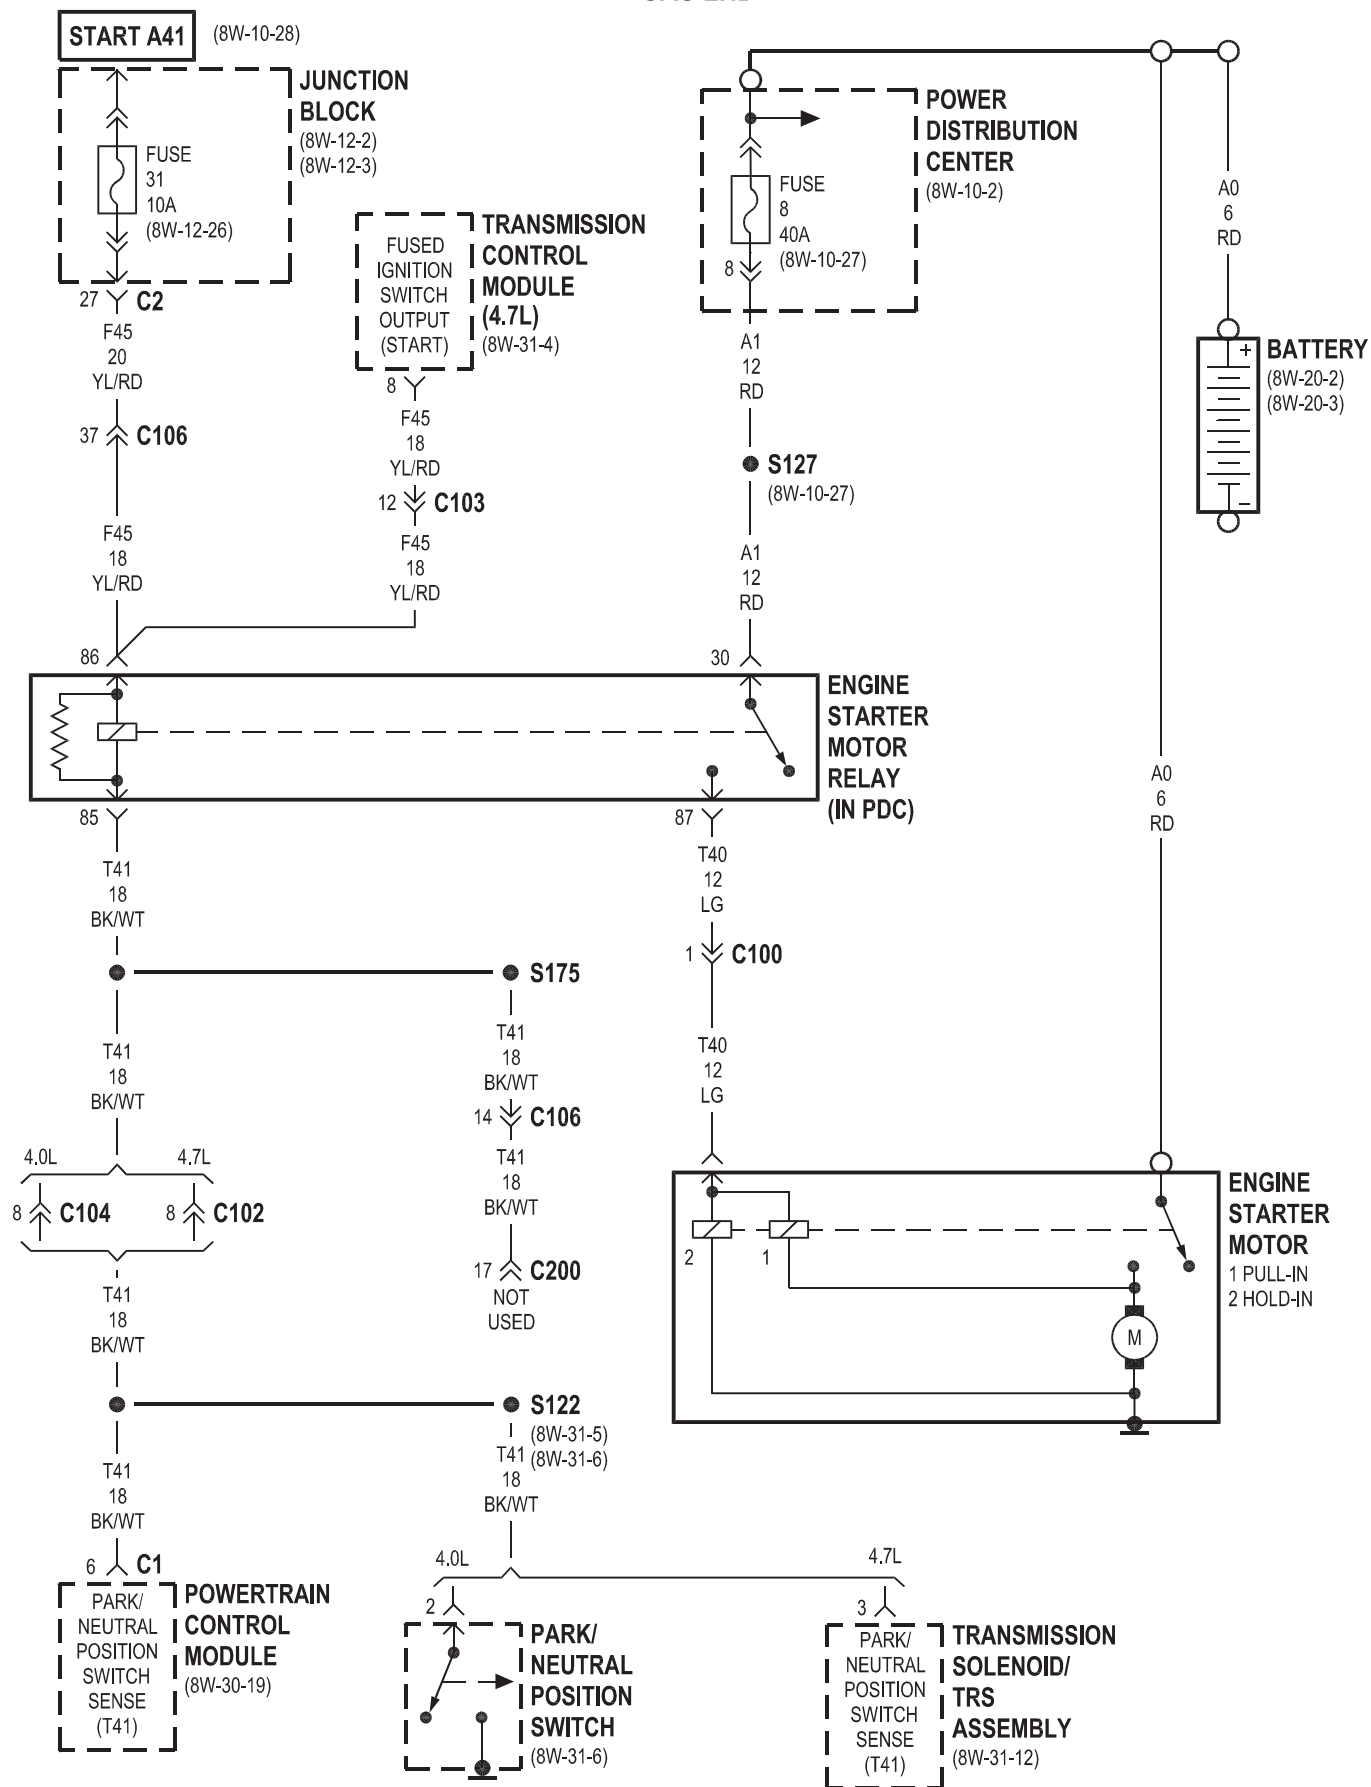 START A41
(8W-10-28)
JUNCTION
BLOCK
(8W-12-2)
(8W-12-3)
FUSE
31
10A
(8W-12-26)
27
C2
F45
20
YL/RD
37
C106
F45
18
YL/RD
FUSED
IGNITION
SWITCH
OUTPUT
(START)
TRANSMISSION
CONTROL
MODULE
(4.7L)
(8W-31-4)
8
F45
18
YL/RD
12
C103
F45
18
YL/RD
POWER
DISTRIBUTION
CENTER
(8W-10-2)
FUSE
8
40A
(8W-10-27)
8
A1
12
RD
S127
(8W-10-27)
A1
12
RD
A0
6
RD
+
BATTERY
(8W-20-2)
(8W-20-3)
–
86
30
ENGINE
STARTER
MOTOR
RELAY
(IN PDC)
85
87
A0
6
RD
T41
18
BK/WT
T40
12
LG
1
C100
S175
T41
18
BK/WT
T41
18
BK/WT
14
C106
T40
12
LG
4.0L
4.7L
8
C104
8
C102
T41
18
BK/WT
17
C200
NOT
USED
ENGINE
STARTER
MOTOR
1 PULL-IN
2 HOLD-IN
2
1
M
T41
18
BK/WT
S122
(8W-31-5)
(8W-31-6)
T41
18
BK/WT
T41
18
BK/WT
6
C1
PARK/
NEUTRAL
POSITION
SWITCH
SENSE
(T41)
POWERTRAIN
CONTROL
MODULE
(8W-30-19)
4.0L
4.7L
2
PARK/
NEUTRAL
POSITION
SWITCH
(8W-31-6)
3
PARK/
NEUTRAL
POSITION
SWITCH
SENSE
(T41)
TRANSMISSION
SOLENOID/
TRS
ASSEMBLY
(8W-31-12)